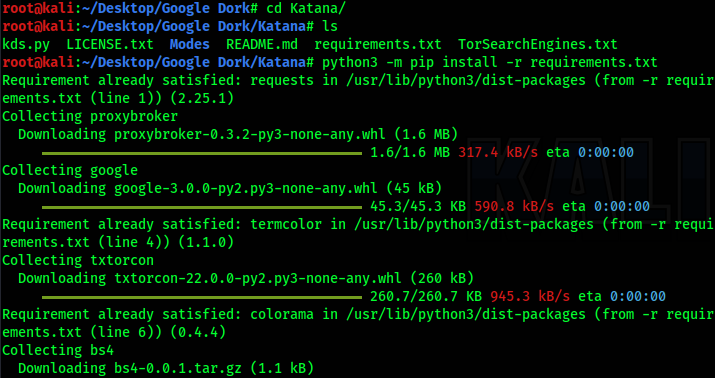 root@kali:~/Desktop/Google Dork# cd Katana/
root@kali:~/Desktop/Google Dork/Katana# ls
kds.py  LICENSE.txt  Modes  README.md  requirements.txt  TorSearchEngines.txt
root@kali:~/Desktop/Google Dork/Katana# python3 -m pip install -r requirements.txt
Requirement already satisfied: requests in /usr/lib/python3/dist-packages (from -r requir
ements.txt (line 1)) (2.25.1)
Collecting proxybroker
  Downloading proxybroker-0.3.2-py3-none-any.whl (1.6 MB)
1.6/1.6 MB 317.4 kB/s eta 0:00:00
Collecting google
  Downloading google-3.0.0-py2.py3-none-any.whl (45 kB)
45.3/45.3 KB 590.8 kB/s eta 0:00:00
Requirement already satisfied: termcolor in /usr/lib/python3/dist-packages (from -r requi
rements.txt (line 4)) (1.1.0)
Collecting txtorcon
  Downloading txtorcon-22.0.0-py2.py3-none-any.whl (260 kB)
260.7/260.7 KB 945.3 kB/s eta 0:00:00
Requirement already satisfied: colorama in /usr/lib/python3/dist-packages (from -r requir
ements.txt (line 6)) (0.4.4)
Collecting bs4
  Downloading bs4-0.0.1.tar.gz (1.1 kB)
KALI